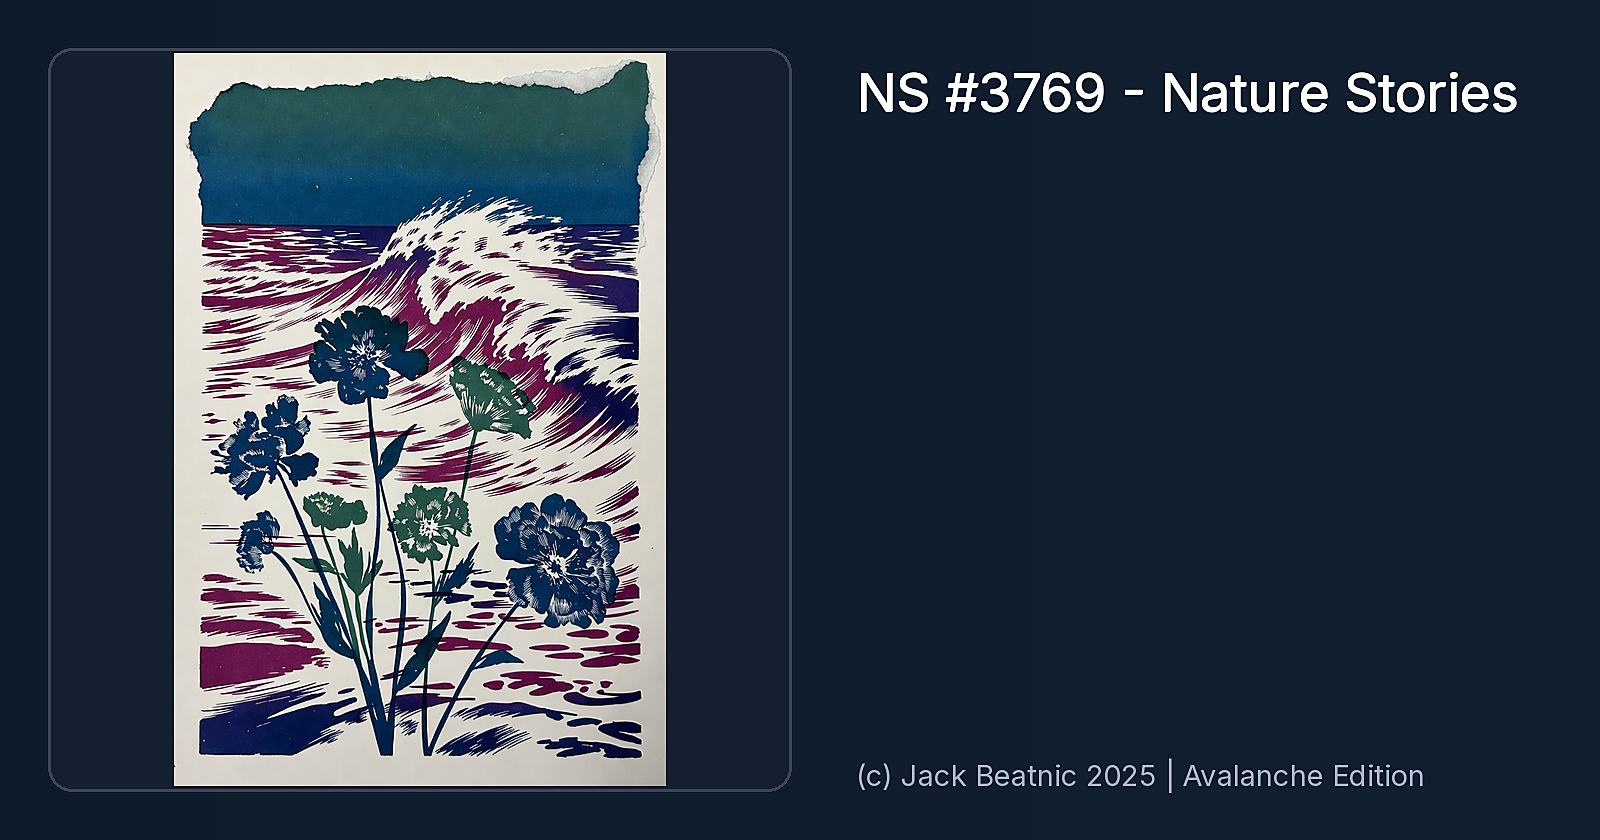 NS #3769 - Nature Stories
(c) Jack Beatnic 2025 | Avalanche Edition